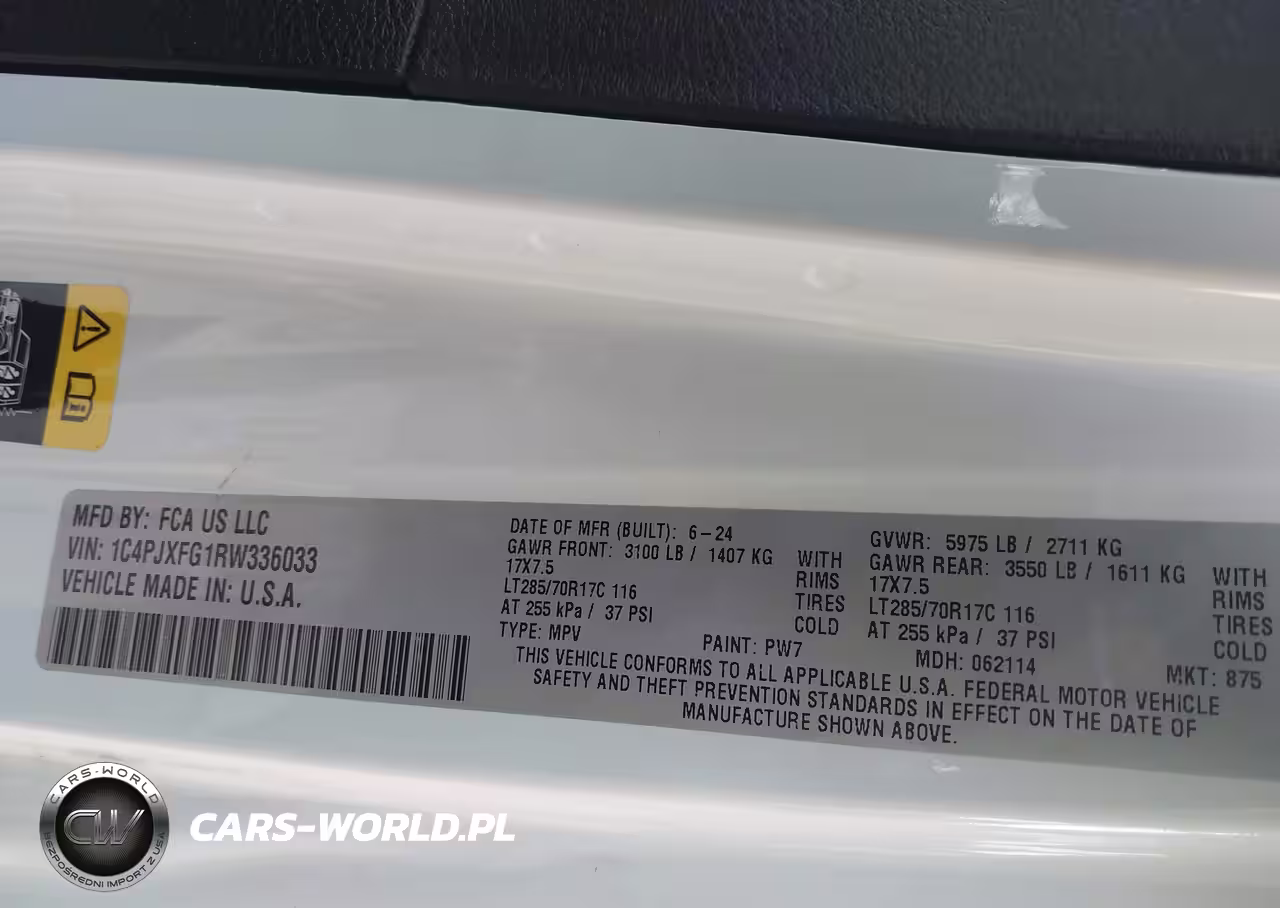 MFD BY: FCA US LLC
VIN: 1C4PJXFG1RW336033
VEHICLE MADE IN: U.S.A.
DATE OF MFR (BUILT): 6-24
GAWR FRONT: 3100 LB / 1407 KG WITH
17X7.5 RIMS
LT285/70R17C 116 TIRES
AT 255 kPa / 37 PSI COLD
TYPE: MPV PAINT: PW7
GVWR: 5975 LB / 2711 KG
GAWR REAR: 3550 LB / 1611 KG WITH
17X7.5 RIMS
LT285/70R17C 116 TIRES
AT 255 kPa / 37 PSI COLD
MDH: 062114 MKT: 875
THIS VEHICLE CONFORMS TO ALL APPLICABLE U.S.A. FEDERAL MOTOR VEHICLE
SAFETY AND THEFT PREVENTION STANDARDS IN EFFECT ON THE DATE OF
MANUFACTURE SHOWN ABOVE.
CARS-WORLD
CW
BEZPOŚREDNI IMPORT Z USA
CARS-WORLD.PL